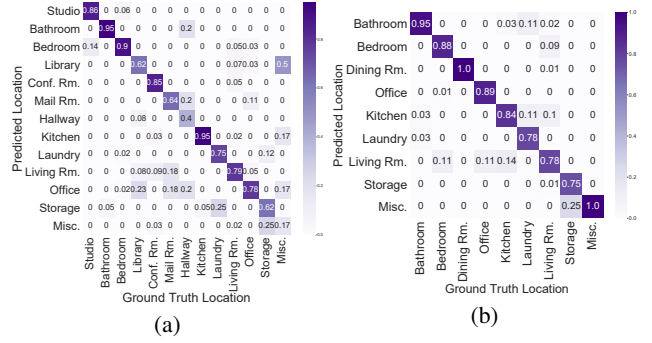 Predicted Location
Studio 0.86 0 0.06 0 0 0 0 0 0 0 0 0 0
Bathroom 0 0.95 0 0 0 0 0.2 0 0 0 0 0 0
Bedroom 0.14 0 0.9 0 0 0 0 0 0 0.05 0.03 0 0
Library 0 0 0 0.62 0 0 0 0 0 0.07 0.03 0 0.5
Conf. Rm. 0 0 0 0 0.85 0 0 0 0 0.05 0 0 0
Mail Rm. 0 0 0 0 0 0.64 0.2 0 0 0 0.11 0 0
Hallway 0 0 0 0.08 0 0 0.4 0 0 0 0 0 0
Kitchen 0 0 0 0 0.03 0 0 0.95 0 0.02 0 0 0.17
Laundry 0 0 0.02 0 0 0 0 0 0.75 0 0 0.12 0
Living Rm. 0 0 0 0.08 0.09 0.18 0 0 0 0.79 0.05 0 0
Office 0 0 0.02 0.23 0 0.18 0.2 0 0 0 0.78 0 0.17
Storage 0 0.05 0 0 0 0 0 0.05 0.25 0 0 0.62 0
Misc. 0 0 0 0 0.03 0 0 0 0 0.02 0 0.25 0.17
Studio Bathroom Bedroom Library Conf. Rm. Mail Rm. Hallway Kitchen Laundry Living Rm. Office Storage Misc.
Ground Truth Location
(a)
Predicted Location
Bathroom 0.95 0 0 0 0.03 0.11 0.02 0 0
Bedroom 0 0.88 0 0 0 0 0.09 0 0
Dining Rm. 0 0 1.0 0 0 0 0.01 0 0
Office 0 0.01 0 0.89 0 0 0 0 0
Kitchen 0.03 0 0 0 0.84 0.11 0.1 0 0
Laundry 0.03 0 0 0 0 0.78 0 0 0
Living Rm. 0 0.11 0 0.11 0.14 0 0.78 0 0
Storage 0 0 0 0 0 0 0.01 0.75 0
Misc. 0 0 0 0 0 0 0 0.25 1.0
Bathroom Bedroom Dining Rm. Office Kitchen Laundry Living Rm. Storage Misc.
Ground Truth Location
1.0
0.8
0.6
0.4
0.2
0.0
(b)